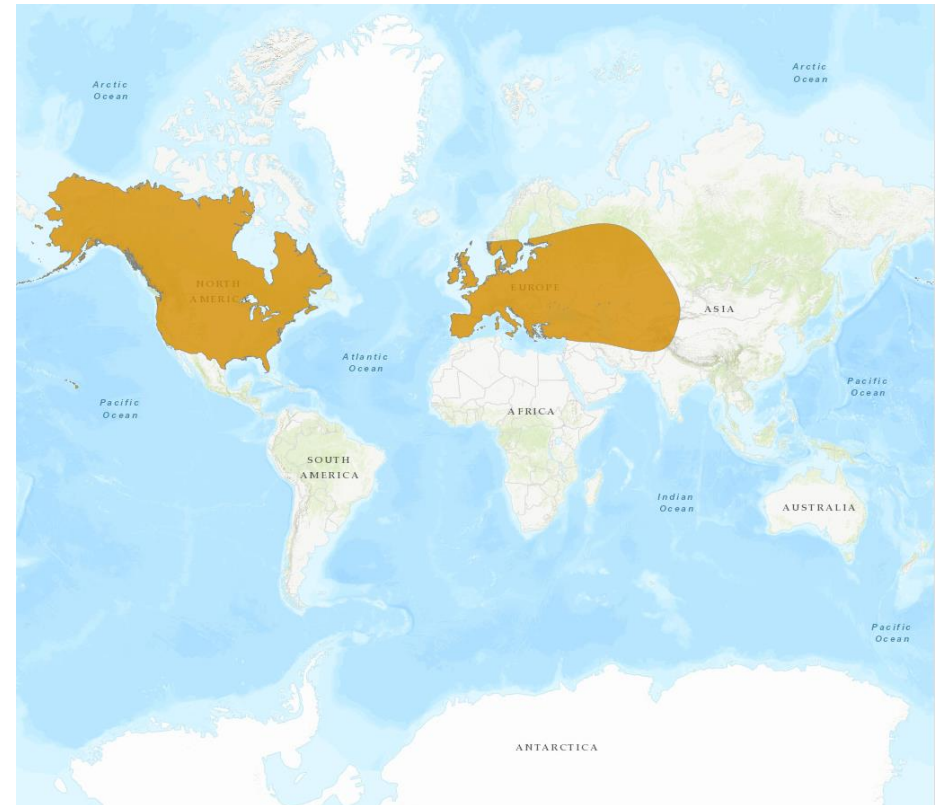 Arctic
Ocean
Arctic
Ocean
NORTH
AMERICA
EUROPE
ASIA
Atlantic
Ocean
Pacific
Ocean
Pacific
Ocean
AFRICA
SOUTH
AMERICA
Indian
Ocean
AUSTRALIA
Pacific
Ocean
ANTARCTICA